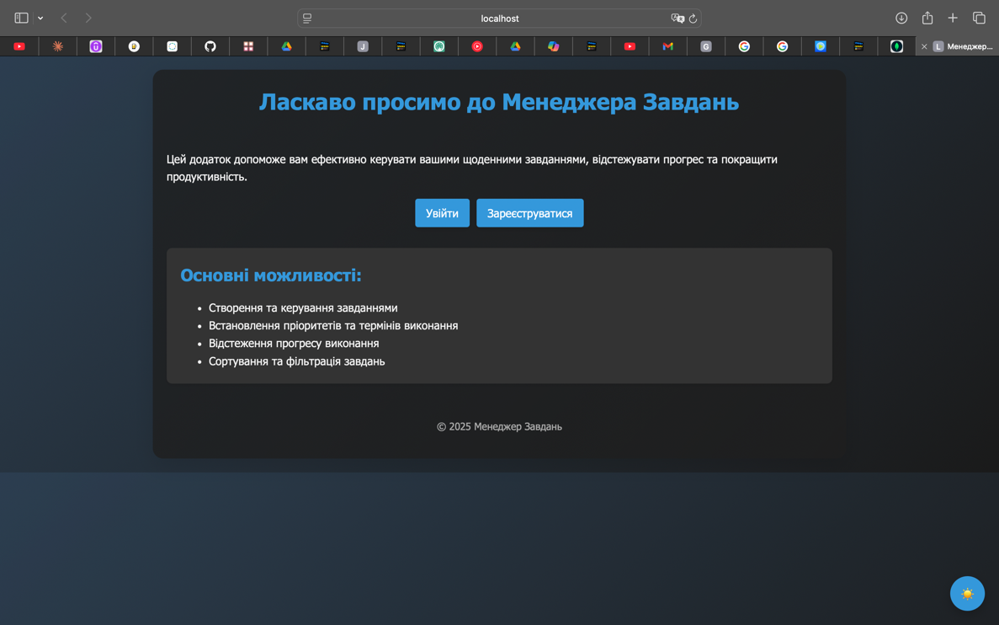 localhost
J
G
L
Менеджер...
Ласкаво просимо до Менеджера Завдань
Цей додаток допоможе вам ефективно керувати вашими щоденними завданнями, відстежувати прогрес та покращити
продуктивність.
Увійти
Зареєструватися
Основні можливості:
• Створення та керування завданнями
• Встановлення пріоритетів та термінів виконання
• Відстеження прогресу виконання
• Сортування та фільтрація завдань
© 2025 Менеджер Завдань